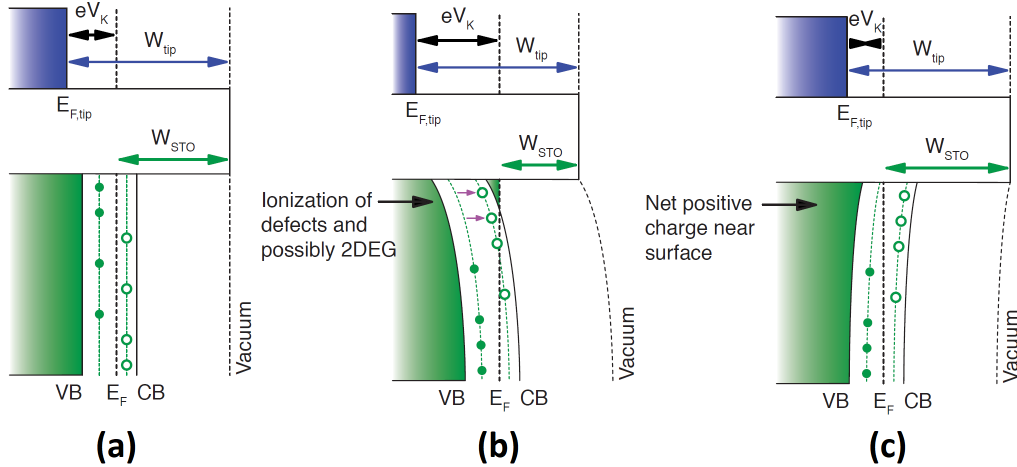 eV_K
W_tip
E_F,tip
W_STO
Vacuum
VB E_F CB
(a)
eV_K
W_tip
E_F,tip
W_STO
Ionization of
defects and
possibly 2DEG
Vacuum
VB E_F CB
(b)
eV_K
W_tip
E_F,tip
W_STO
Net positive
charge near
surface
Vacuum
VB E_F CB
(c)